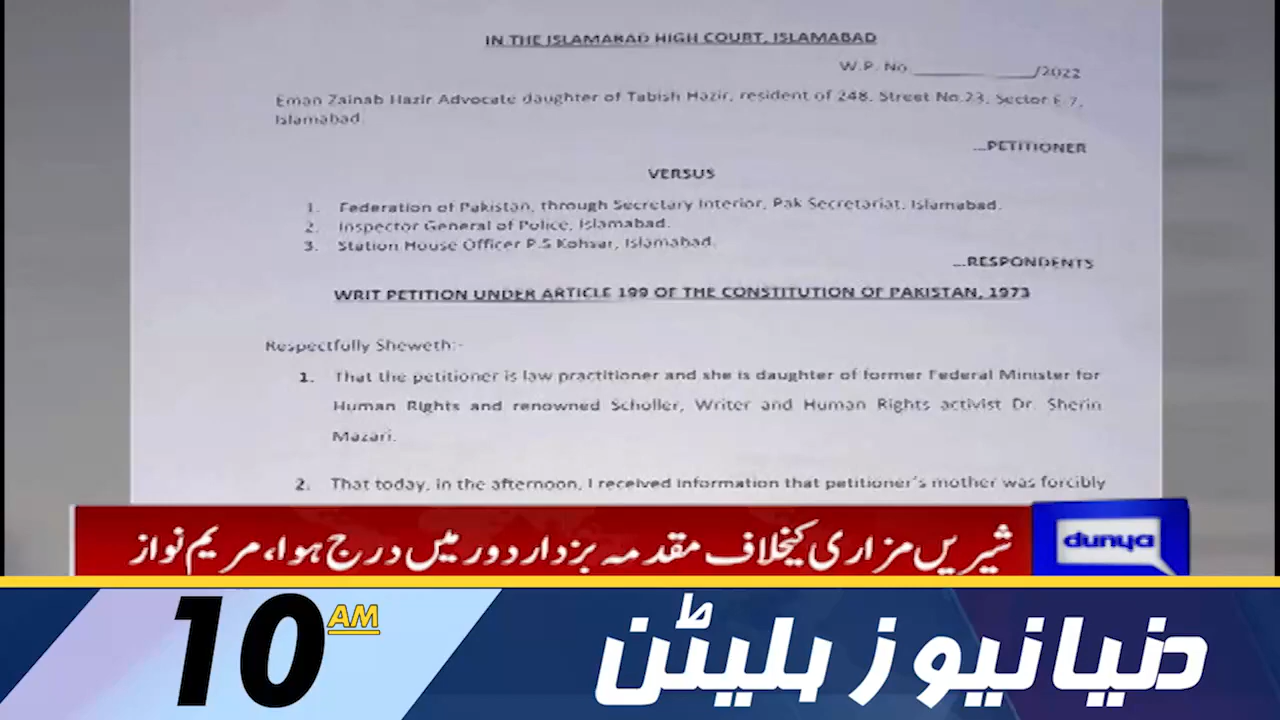 IN THE ISLAMABAD HIGH COURT, ISLAMABAD
W.P. No. ___________/2022
Eman Zainab Hazir Advocate daughter of Tabish Hazir, resident of 248, Street No.23, Sector E-7,
Islamabad.
...PETITIONER
VERSUS
1. Federation of Pakistan, through Secretary Interior, Pak Secretariat, Islamabad.
2. Inspector General of Police, Islamabad.
3. Station House Officer P.S Kohsar, Islamabad.
...RESPONDENTS
WRIT PETITION UNDER ARTICLE 199 OF THE CONSTITUTION OF PAKISTAN, 1973
Respectfully Sheweth:-
1. That the petitioner is law practitioner and she is daughter of former Federal Minister for
Human Rights and renowned Scholler, Writer and Human Rights activist Dr. Sherin
Mazari.
2. That today, in the afternoon, I received information that petitioner's mother was forcibly
شیریں مزاری کیخلاف مقدمہ بزدار دور میں درج ہوا، مریم نواز
dunya
10 AM
دنیا نیوز بلیٹن